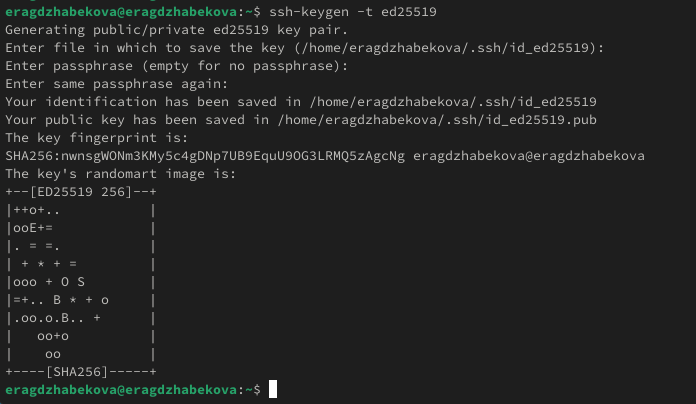 eragdzhabekova@eragdzhabekova:~$ ssh-keygen -t ed25519
Generating public/private ed25519 key pair.
Enter file in which to save the key (/home/eragdzhabekova/.ssh/id_ed25519):
Enter passphrase (empty for no passphrase):
Enter same passphrase again:
Your identification has been saved in /home/eragdzhabekova/.ssh/id_ed25519
Your public key has been saved in /home/eragdzhabekova/.ssh/id_ed25519.pub
The key fingerprint is:
SHA256:nwnsgWONm3KMy5c4gDNp7UB9EquU9OG3LRMQ5zAgcNg eragdzhabekova@eragdzhabekova
The key's randomart image is:
+--[ED25519 256]--+
|++o+..           |
|ooE+=            |
|. = =.           |
| + * + =         |
|ooo + O S        |
|=+.. B * + o     |
|.oo.o.B.. +      |
|   oo+o          |
|    oo           |
+----[SHA256]-----+
eragdzhabekova@eragdzhabekova:~$